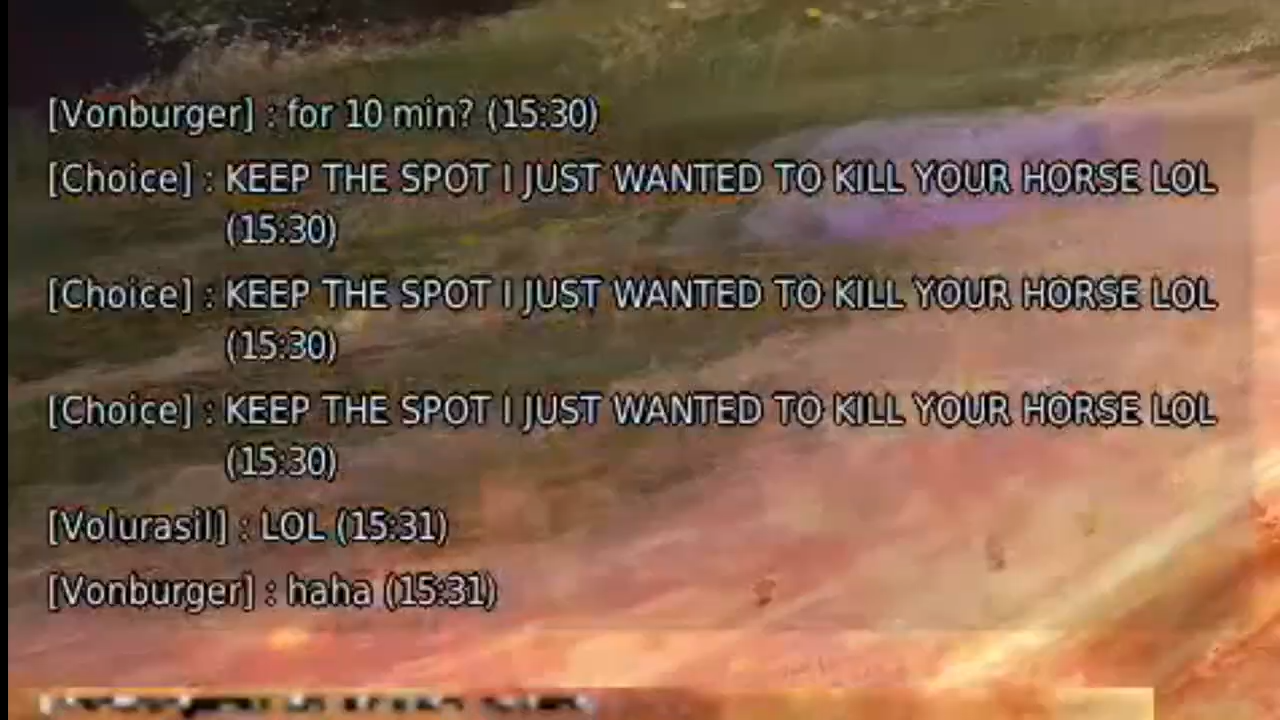 [Vonburger] : for 10 min? (15:30)
[Choice] : KEEP THE SPOT I JUST WANTED TO KILL YOUR HORSE LOL
(15:30)
[Choice] : KEEP THE SPOT I JUST WANTED TO KILL YOUR HORSE LOL
(15:30)
[Choice] : KEEP THE SPOT I JUST WANTED TO KILL YOUR HORSE LOL
(15:30)
[Volurasil] : LOL (15:31)
[Vonburger] : haha (15:31)